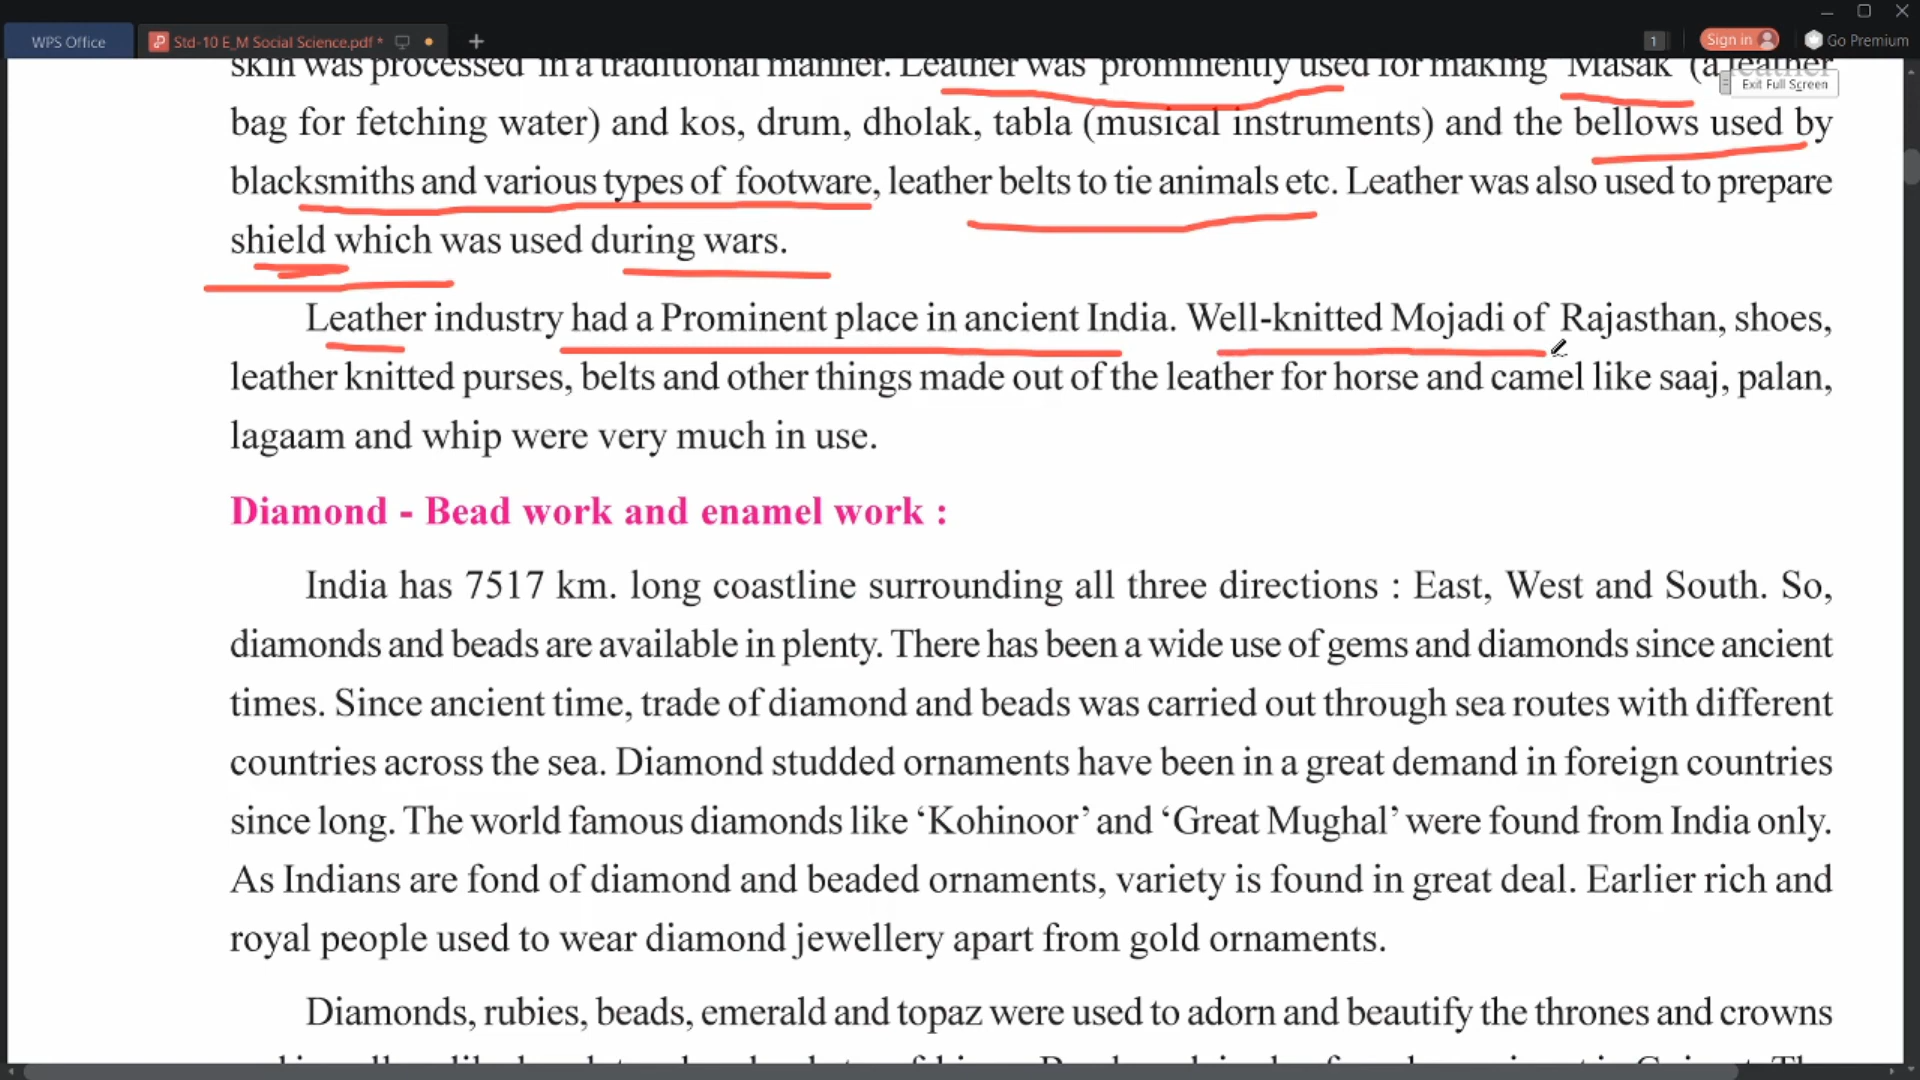 WPS Office
Std-10 E_M Social Science.pdf *
1
Sign in
Go Premium
skin was processed in a traditional manner. Leather was prominently used for making 'Masak' (a leather
Exit Full Screen
bag for fetching water) and kos, drum, dholak, tabla (musical instruments) and the bellows used by
blacksmiths and various types of footware, leather belts to tie animals etc. Leather was also used to prepare
shield which was used during wars.
Leather industry had a Prominent place in ancient India. Well-knitted Mojadi of Rajasthan, shoes,
leather knitted purses, belts and other things made out of the leather for horse and camel like saaj, palan,
lagaam and whip were very much in use.
Diamond - Bead work and enamel work :
India has 7517 km. long coastline surrounding all three directions : East, West and South. So,
diamonds and beads are available in plenty. There has been a wide use of gems and diamonds since ancient
times. Since ancient time, trade of diamond and beads was carried out through sea routes with different
countries across the sea. Diamond studded ornaments have been in a great demand in foreign countries
since long. The world famous diamonds like ‘Kohinoor’ and ‘Great Mughal’ were found from India only.
As Indians are fond of diamond and beaded ornaments, variety is found in great deal. Earlier rich and
royal people used to wear diamond jewellery apart from gold ornaments.
Diamonds, rubies, beads, emerald and topaz were used to adorn and beautify the thrones and crowns